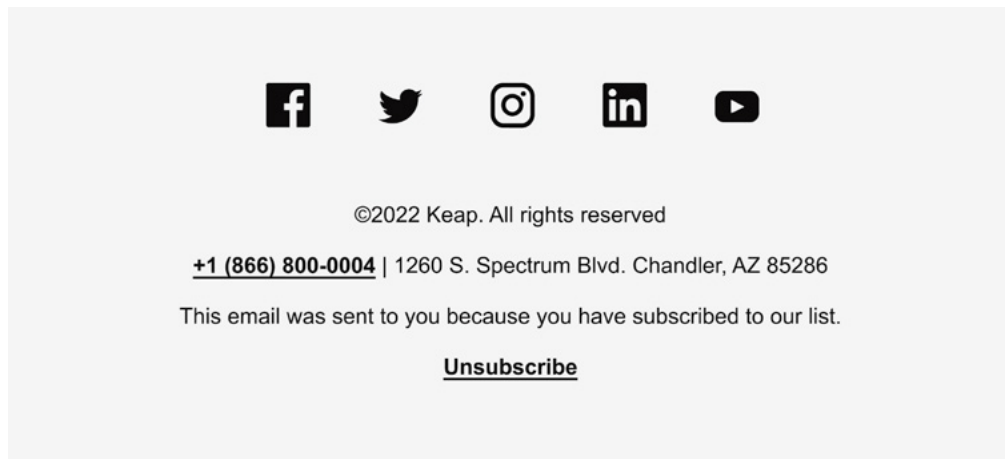 ©2022 Keap. All rights reserved
+1 (866) 800-0004 | 1260 S. Spectrum Blvd. Chandler, AZ 85286
This email was sent to you because you have subscribed to our list.
Unsubscribe